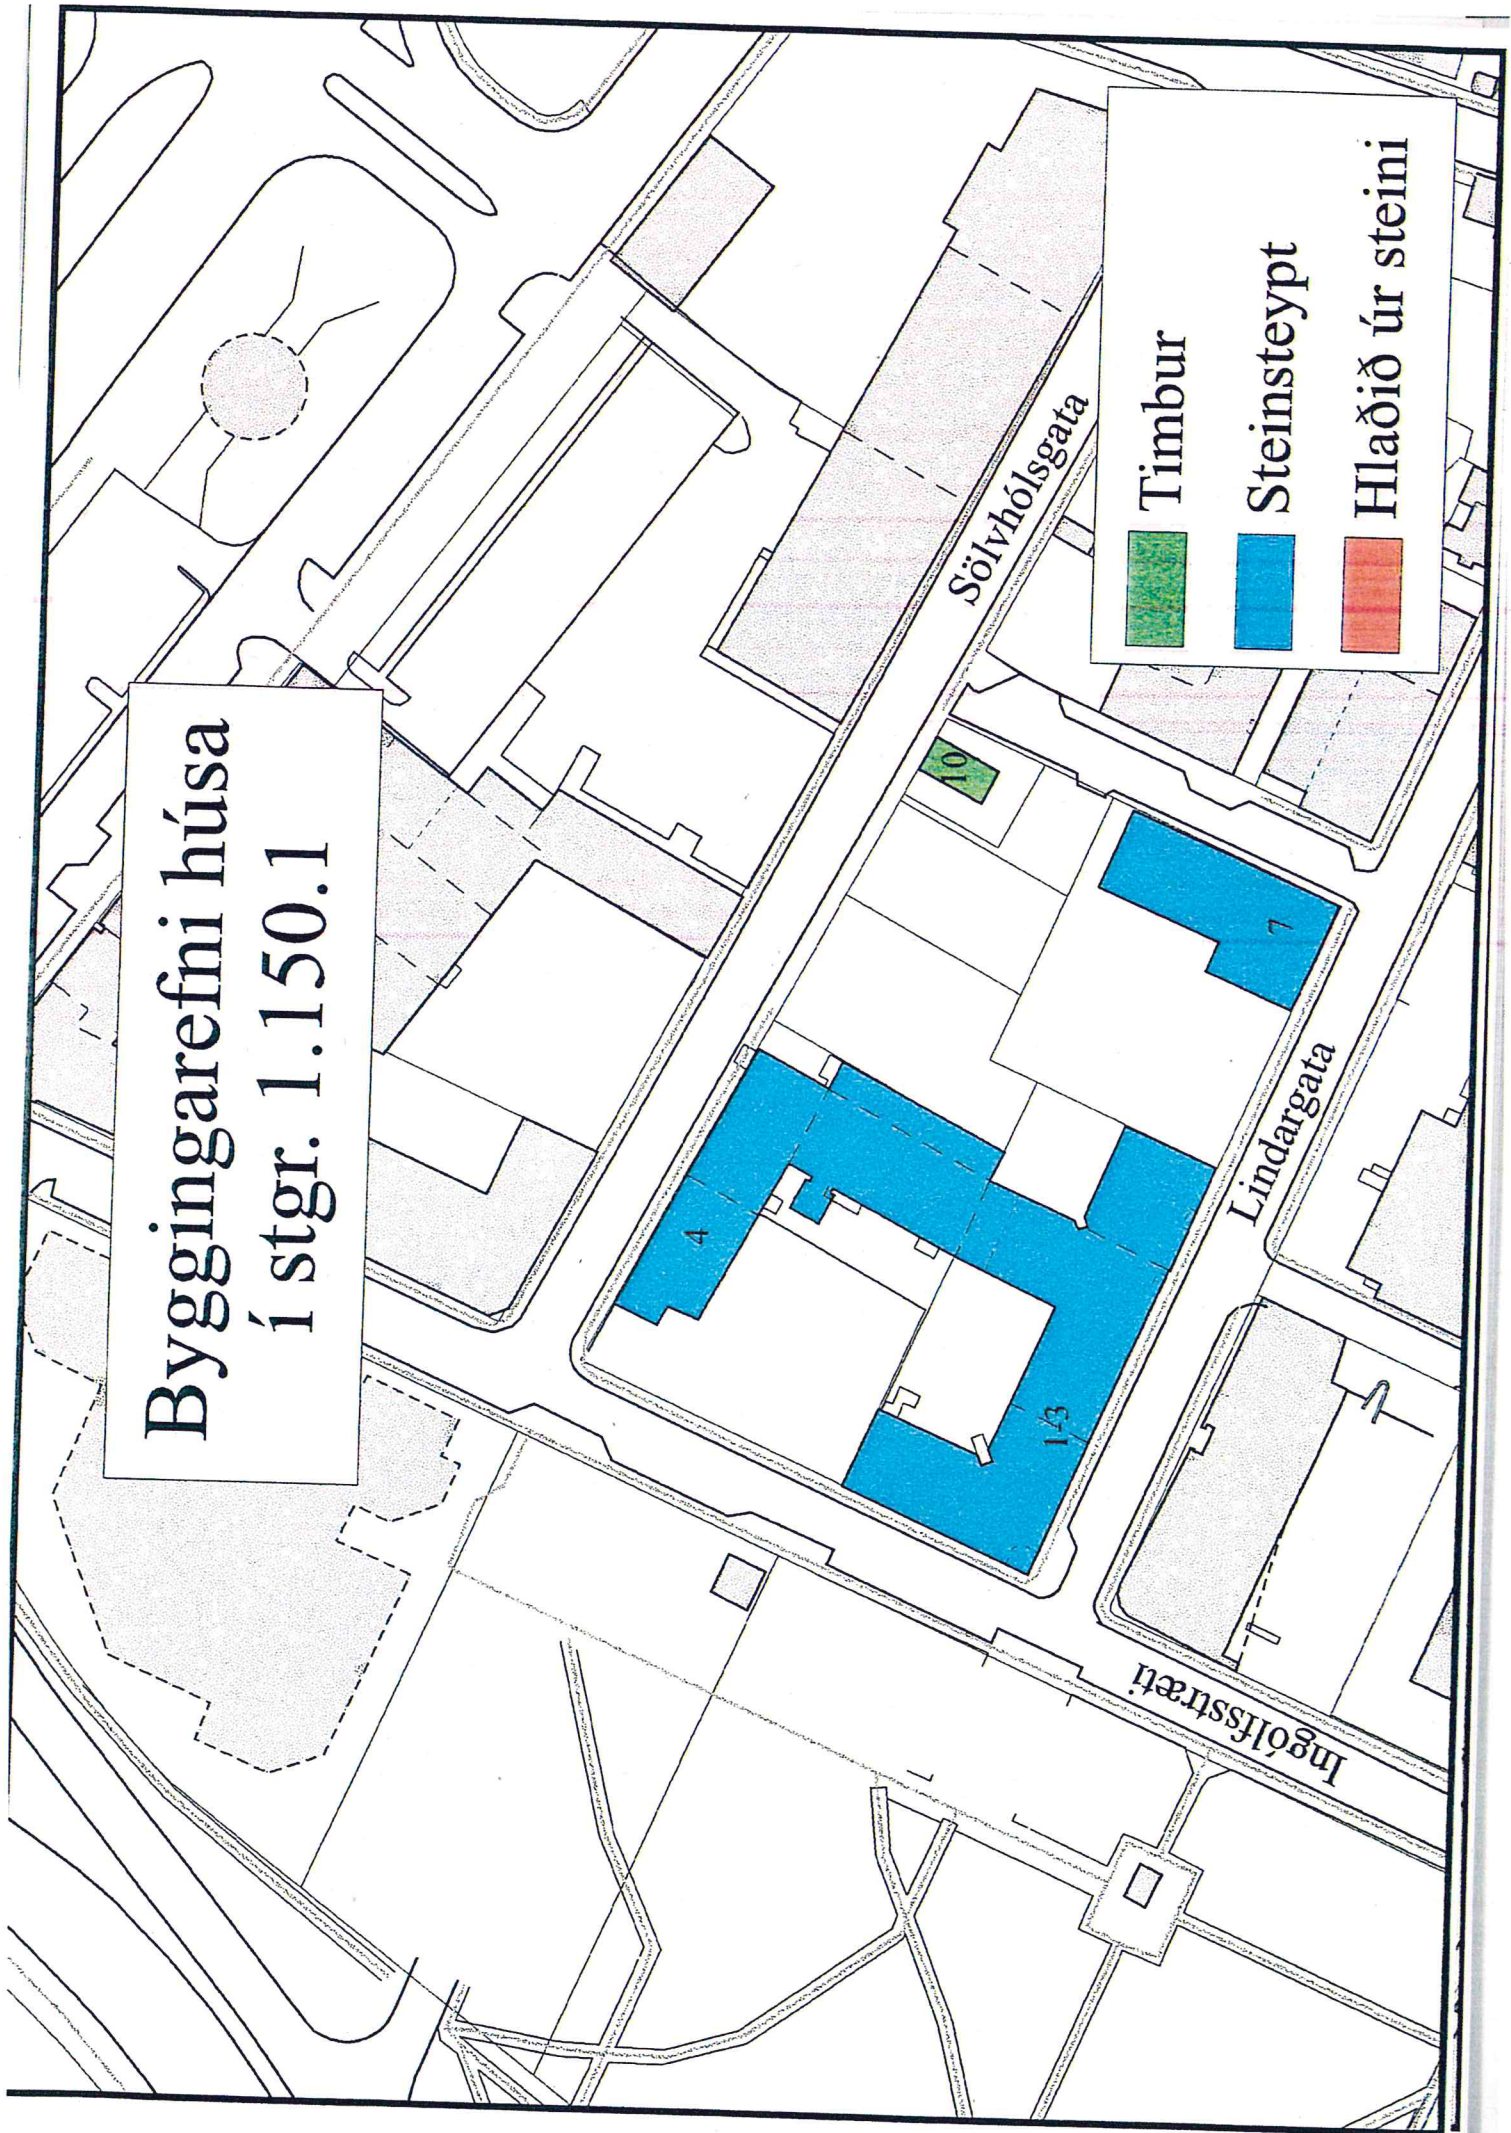 Byggingarefni húsa
í stgr. 1.150.1
Sölvhólsgata
10
4
7
1-3
Lindargata
Ingólfsstræti
Timbur
Steinsteypt
Hlaðið úr steini